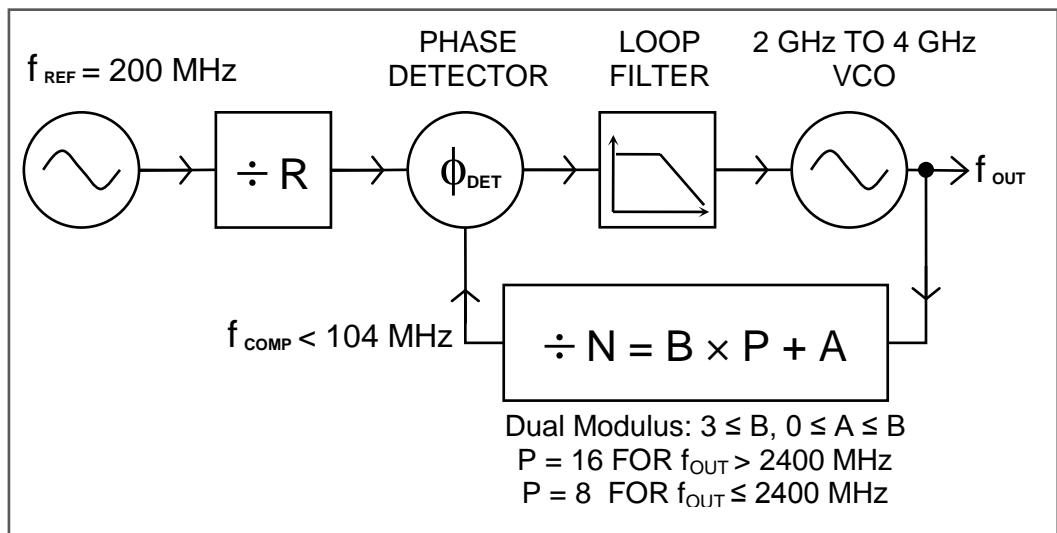 f REF = 200 MHz
PHASE
DETECTOR
LOOP
FILTER
2 GHz TO 4 GHz
VCO
÷ R
ϕDET
f OUT
f COMP < 104 MHz
÷ N = B × P + A
Dual Modulus: 3 ≤ B, 0 ≤ A ≤ B
P = 16 FOR fOUT > 2400 MHz
P = 8 FOR fOUT ≤ 2400 MHz